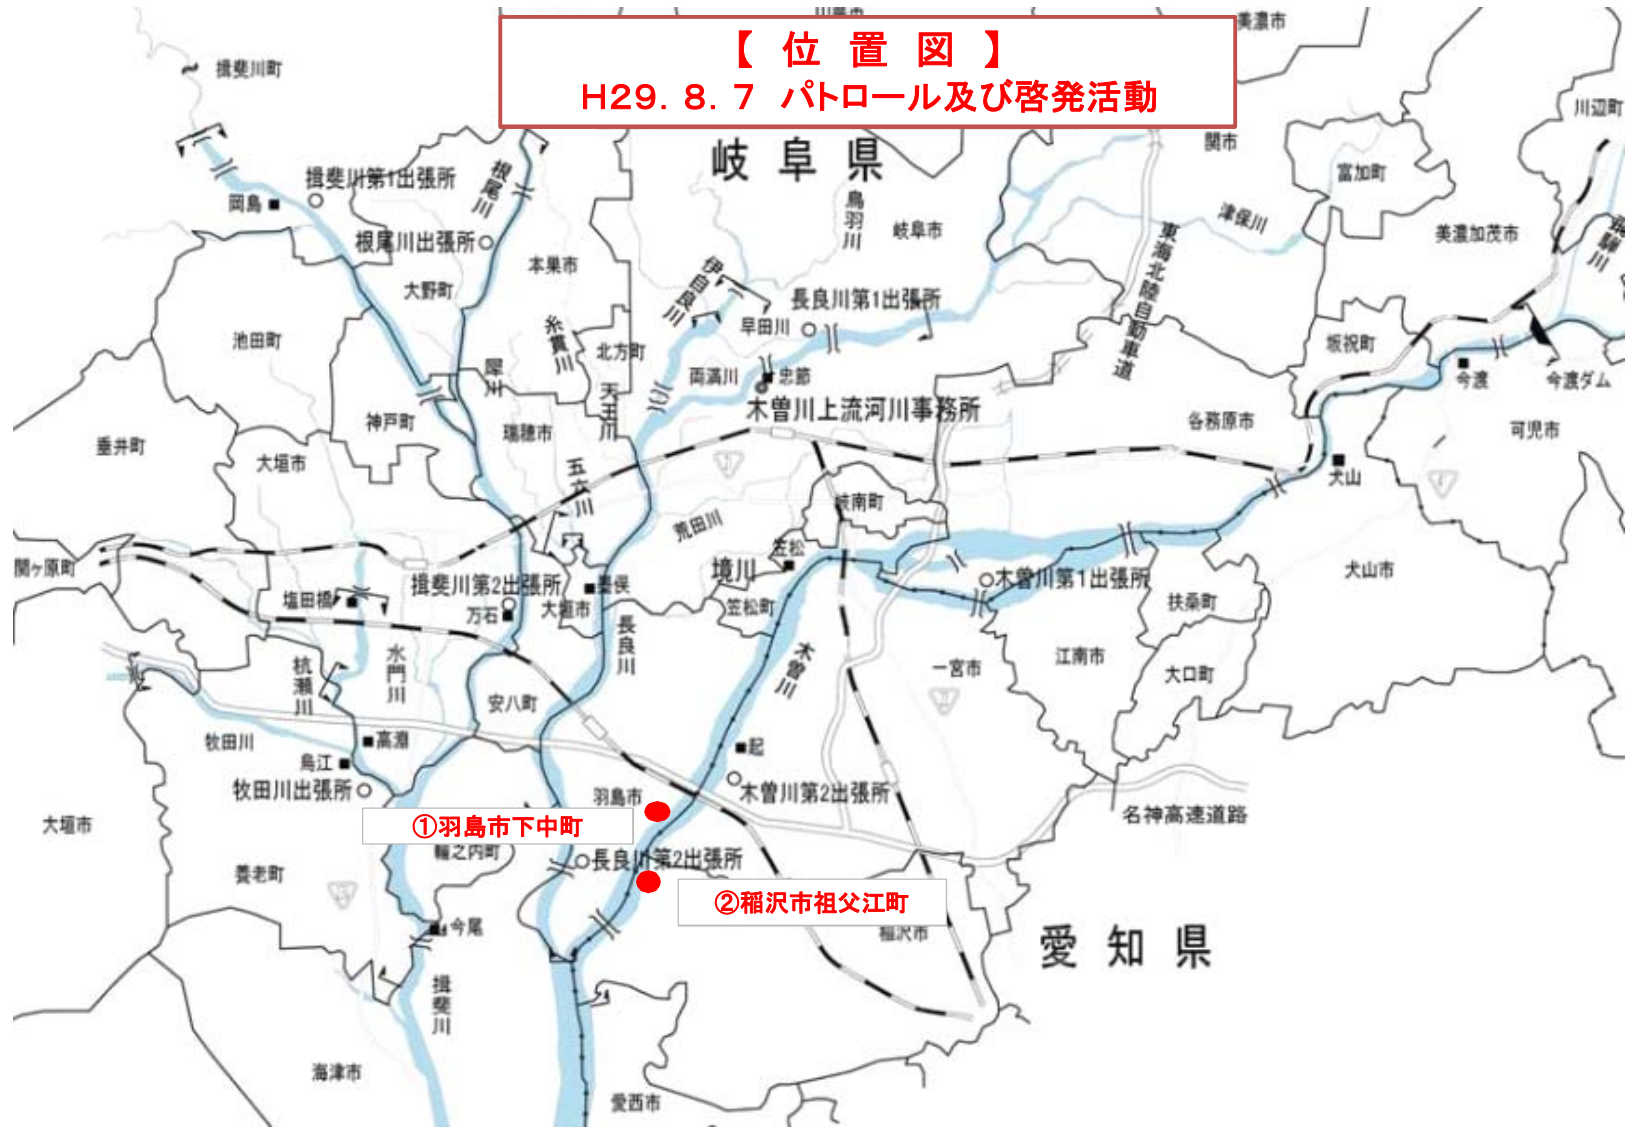 【 位 置 図 】
H29. 8. 7 パトロール及び啓発活動
美濃市
揖斐川町
川辺町
関市
岐阜県
富加町
揖斐川第1出張所
根尾川
岡島
鳥羽川
津保川
岐阜市
美濃加茂市
飛騨川
根尾川出張所
本巣市
東海北陸自動車道
大野町
伊自良川
長良川第1出張所
早田川
池田町
糸貫川
北方町
坂祝町
犀王
両満川
忠節
今渡
今渡ダム
天王川
木曽川上流河川事務所
神戸町
瑞穂市
各務原市
可児市
垂井町
大垣市
犬山
五六川
岐南町
荒田川
笠松
境川
関ヶ原町
揖斐川第2出張所
墨俣
木曽川第1出張所
犬山市
塩田橋
万石
大垣市
笠松町
扶桑町
長良川
水門川
杭瀬川
木曽川
一宮市
江南市
大口町
安八町
牧田川
高淵
起
烏江
牧田川出張所
羽島市
木曽川第2出張所
名神高速道路
大垣市
①羽島市下中町
輪之内町
長良川第2出張所
養老町
②稲沢市祖父江町
今尾
稲沢市
愛知県
揖斐川
海津市
愛西市